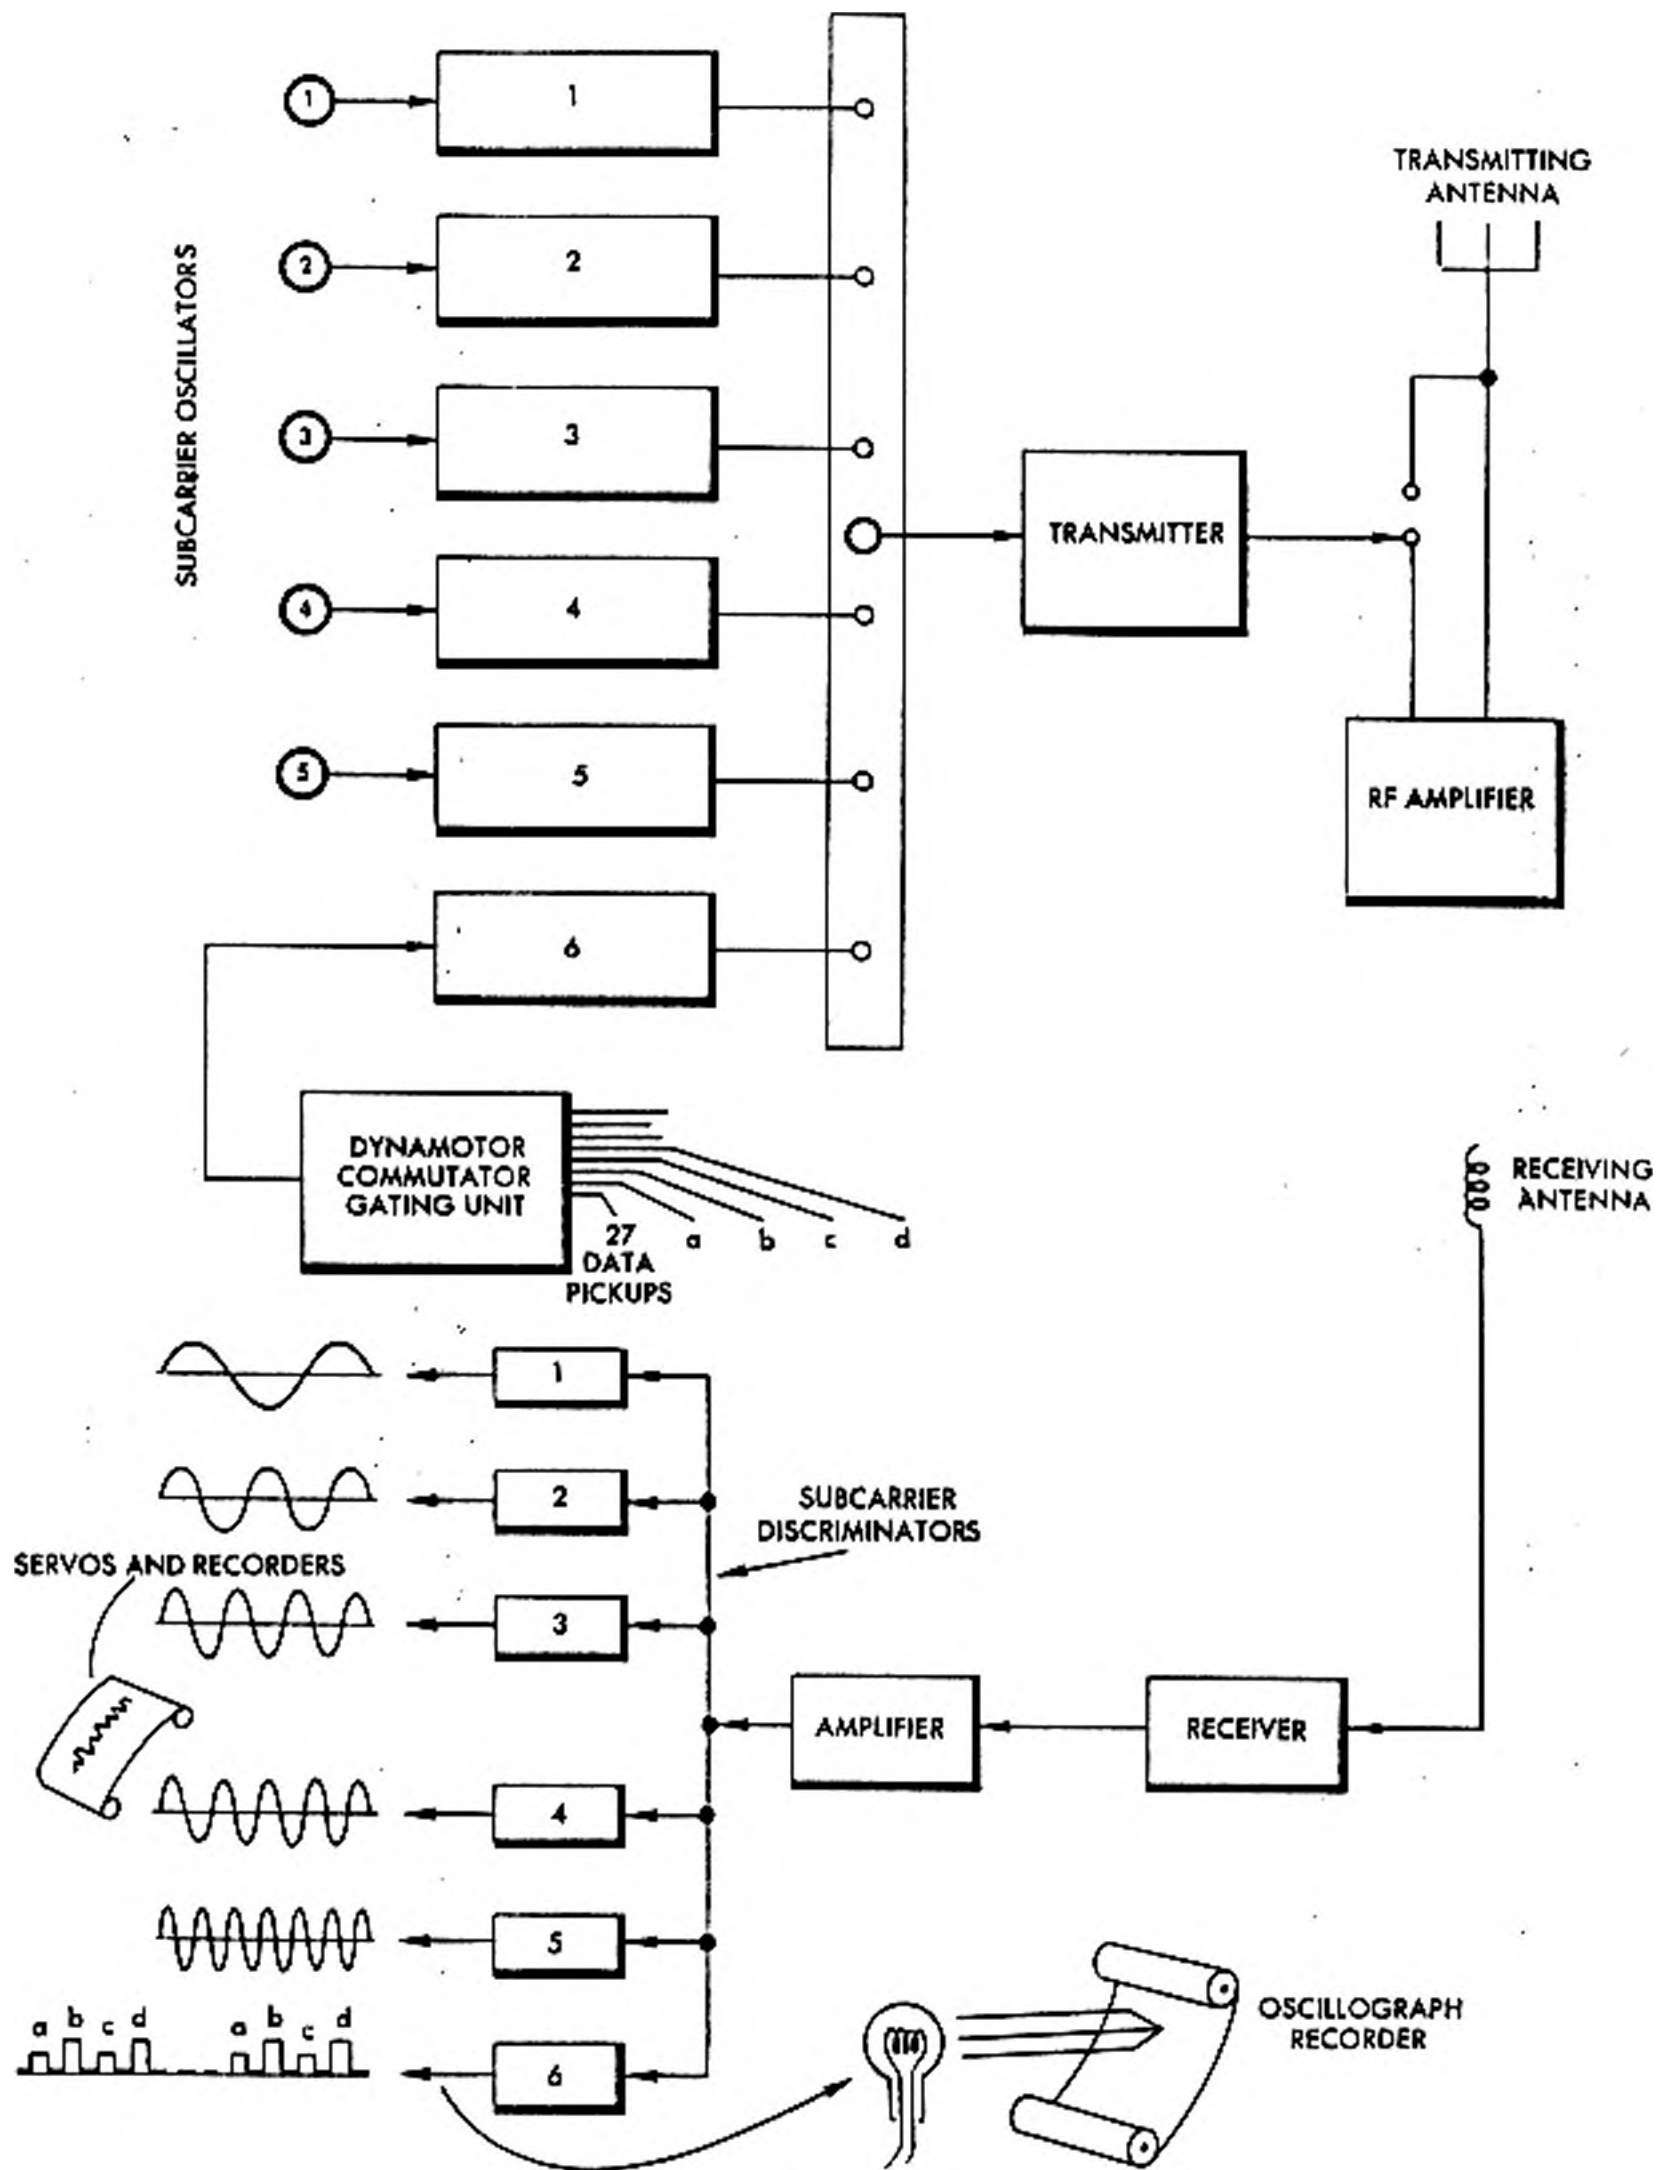 1
1
TRANSMITTING
ANTENNA
2
2
SUBCARRIER OSCILLATORS
3
3
TRANSMITTER
4
4
5
5
RF AMPLIFIER
6
DYNAMOTOR
COMMUTATOR
GATING UNIT
27
DATA
PICKUPS
a b c d
RECEIVING
ANTENNA
1
2
SUBCARRIER
DISCRIMINATORS
SERVOS AND RECORDERS
3
AMPLIFIER
RECEIVER
4
5
a b c d a b c d
6
OSCILLOGRAPH
RECORDER